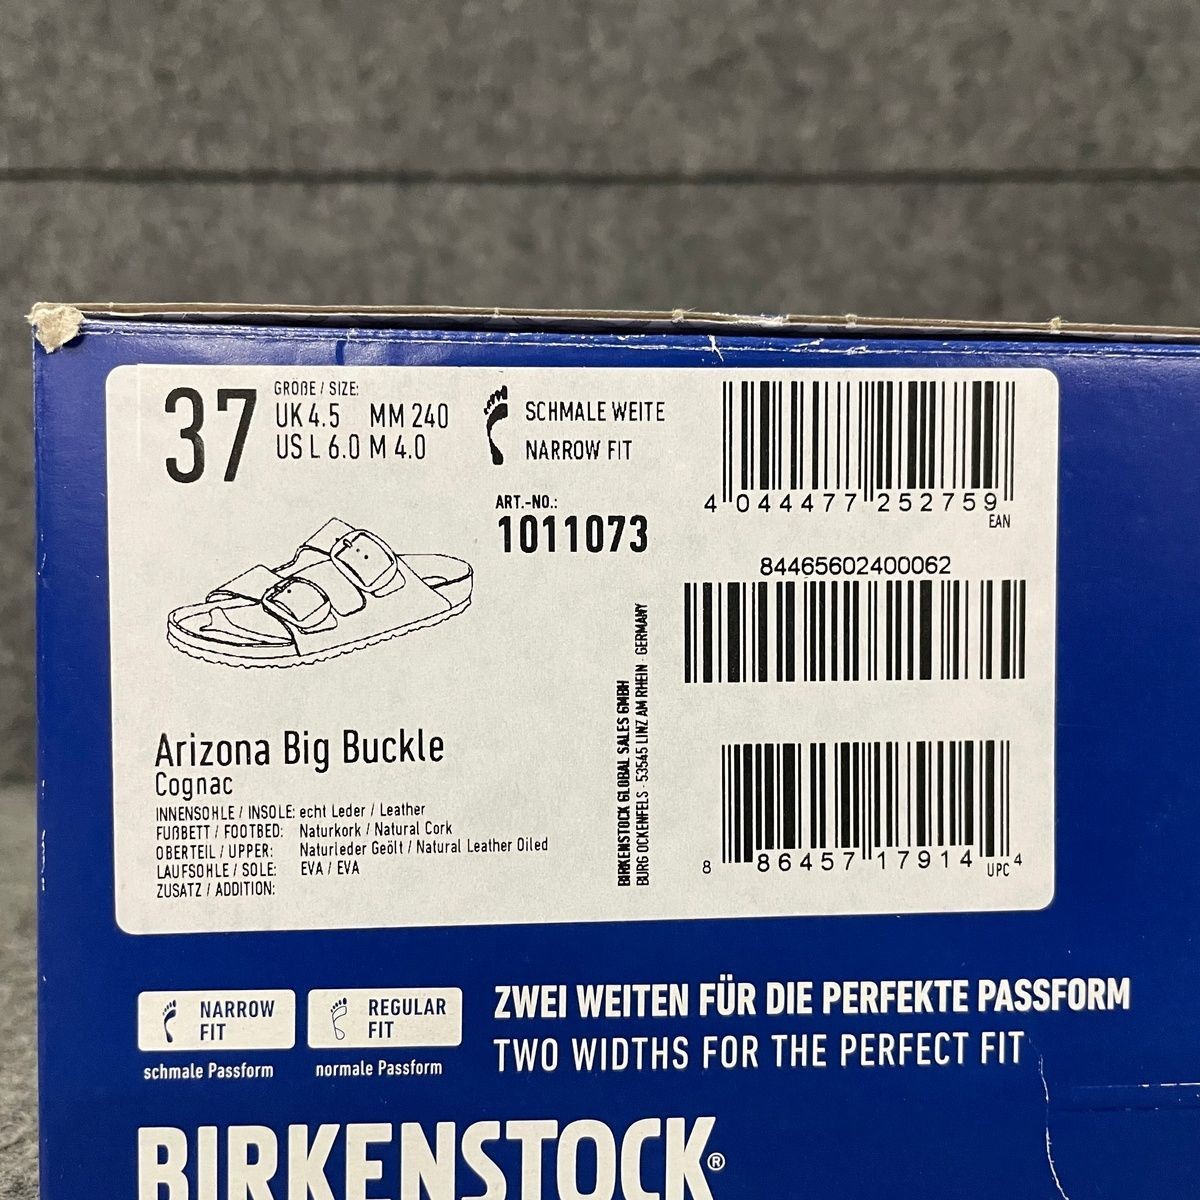 37
GRÖẞE / SIZE:
UK 4.5 MM 240
US L 6.0 M 4.0
SCHMALE WEITE
NARROW FIT
ART.-NO.:
1011073
4 044477 252759
EAN
84465602400062
8 86457 17914 4
UPC
BIRKENSTOCK GLOBAL SALES GMBH
BURG OCKENFELS · 53545 LINZ AM RHEIN · GERMANY
Arizona Big Buckle
Cognac
INNENSOHLE / INSOLE: echt Leder / Leather
FUẞBETT / FOOTBED: Naturkork / Natural Cork
OBERTEIL / UPPER: Naturleder Geölt / Natural Leather Oiled
LAUFSOHLE / SOLE: EVA / EVA
ZUSATZ / ADDITION:
NARROW
FIT
schmale Passform
REGULAR
FIT
normale Passform
ZWEI WEITEN FÜR DIE PERFEKTE PASSFORM
TWO WIDTHS FOR THE PERFECT FIT
BIRKENSTOCK®